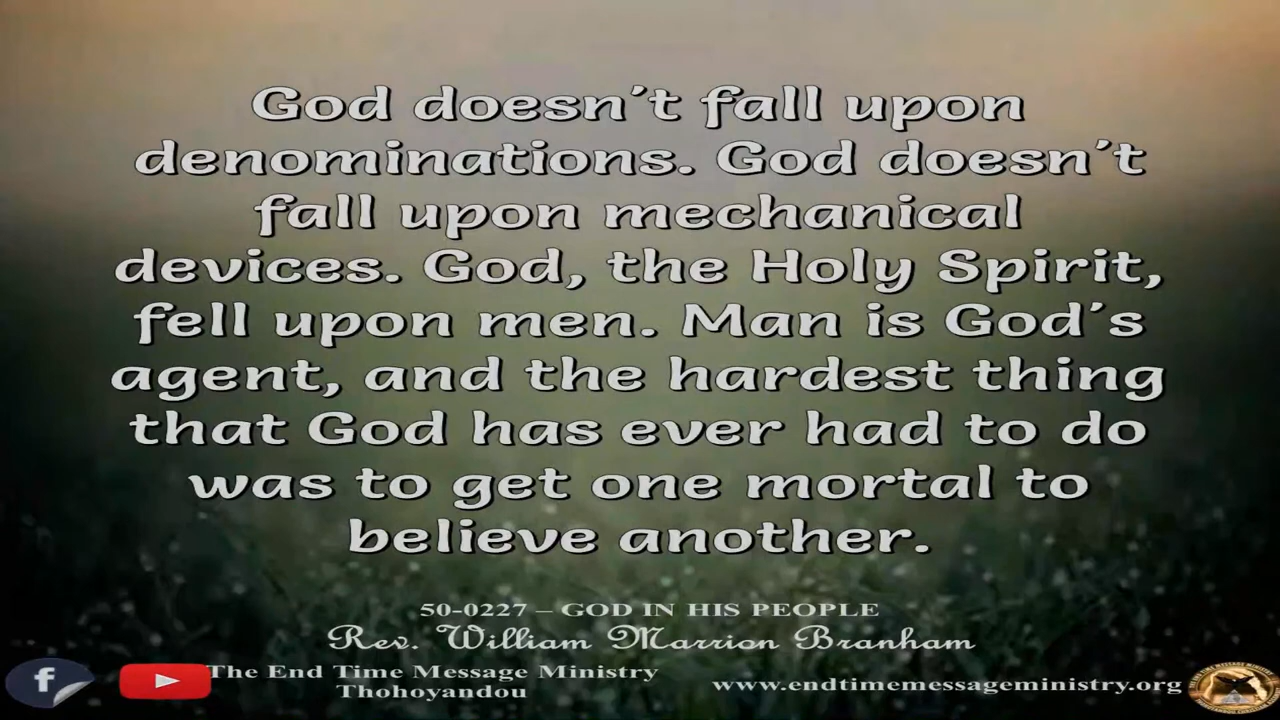 God doesn´t fall upon
denominations. God doesn´t
fall upon mechanical
devices. God, the Holy Spirit,
fell upon men. Man is God´s
agent, and the hardest thing
that God has ever had to do
was to get one mortal to
believe another.
50-0227 – GOD IN HIS PEOPLE
Rev. William Marrion Branham
The End Time Message Ministry
Thohoyandou
www.endtimemessageministry.org